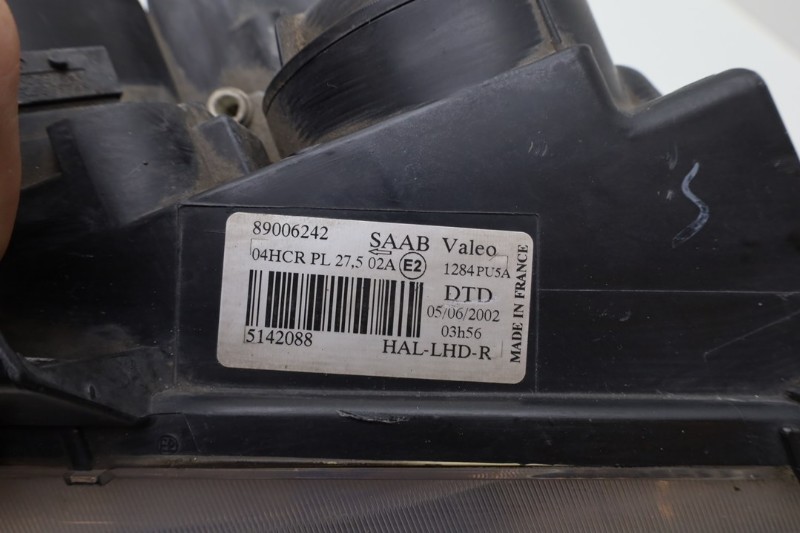 89006242 SAAB Valeo
04HCR PL 27,5 02A E2 1284PU5A
DTD
05/06/2002
03h56
5142088 HAL-LHD-R
MADE IN FRANCE